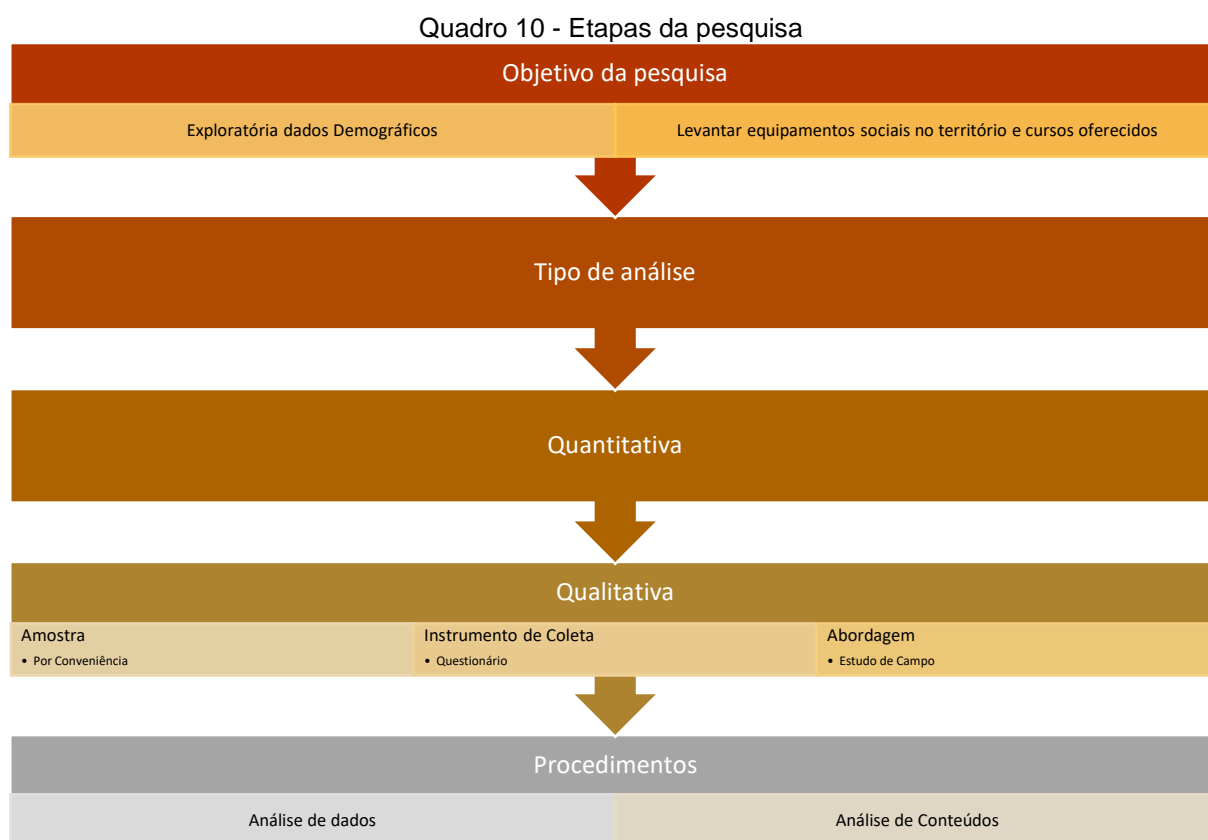 Quadro 10 - Etapas da pesquisa
Objetivo da pesquisa
Exploratória dados Demográficos
Levantar equipamentos sociais no território e cursos oferecidos
Tipo de análise
Quantitativa
Qualitativa
Amostra
• Por Conveniência
Instrumento de Coleta
• Questionário
Abordagem
• Estudo de Campo
Procedimentos
Análise de dados
Análise de Conteúdos